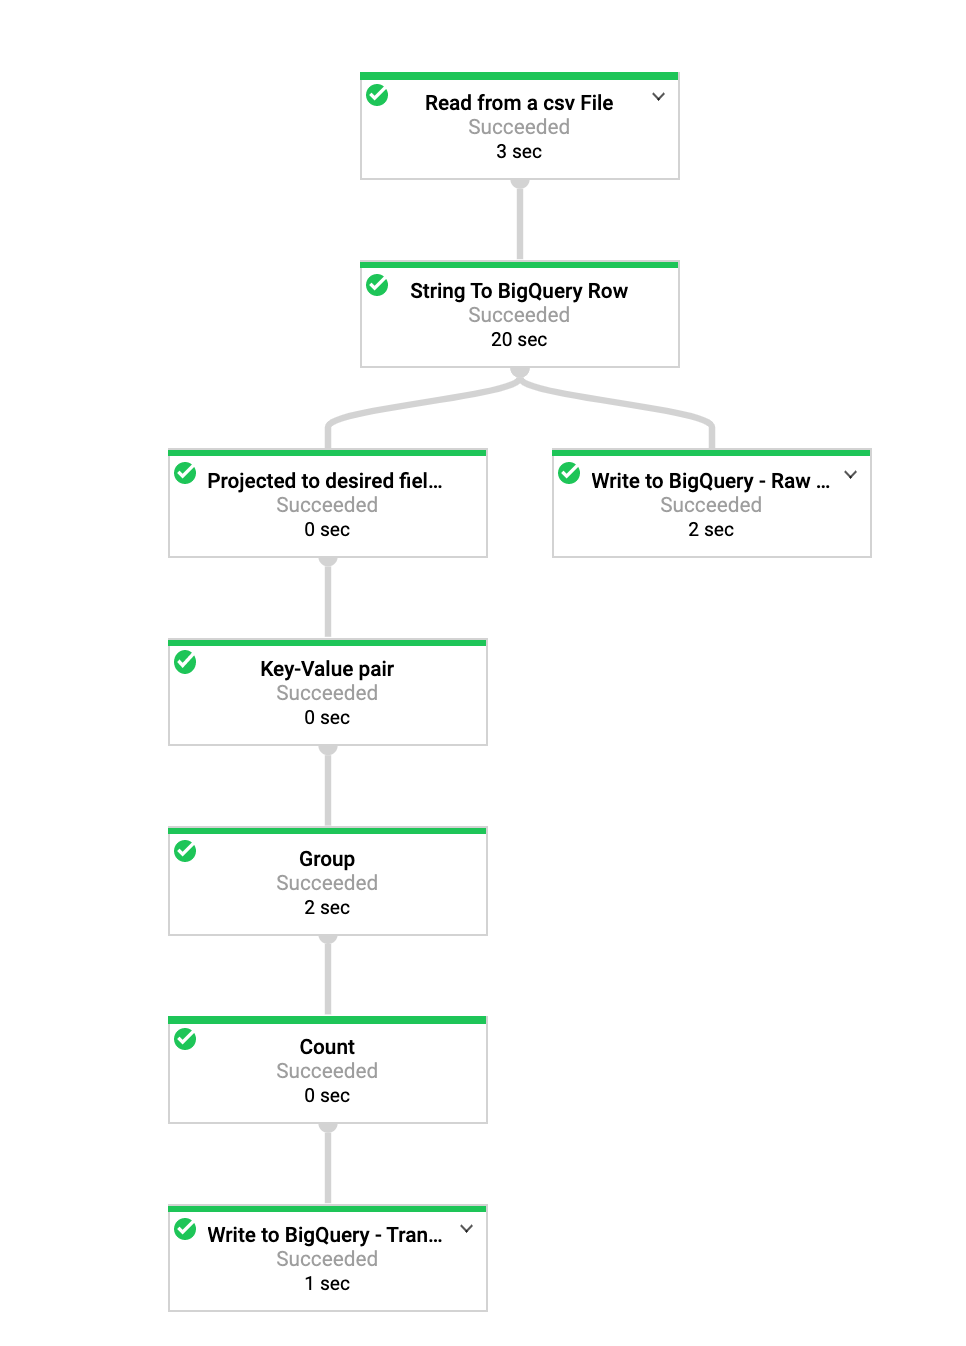 Read from a csv File
Succeeded
3 sec
String To BigQuery Row
Succeeded
20 sec
Projected to desired fiel...
Succeeded
0 sec
Write to BigQuery - Raw ...
Succeeded
2 sec
Key-Value pair
Succeeded
0 sec
Group
Succeeded
2 sec
Count
Succeeded
0 sec
Write to BigQuery - Tran...
Succeeded
1 sec